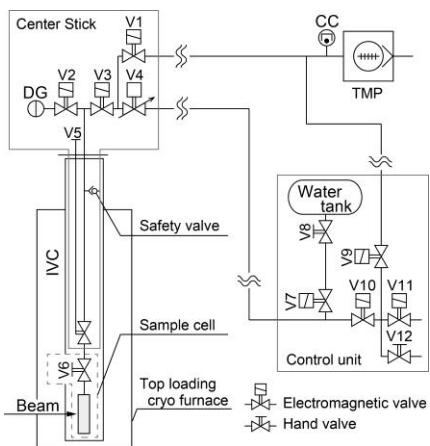 Center Stick
V1
CC
V2
V3
V4
DG
TMP
V5
Water
tank
V8
V9
Safety valve
IVC
V7
V10
V11
V12
Sample cell
Control unit
V6
Top loading
cryo furnace
Beam
Electromagnetic valve
Hand valve